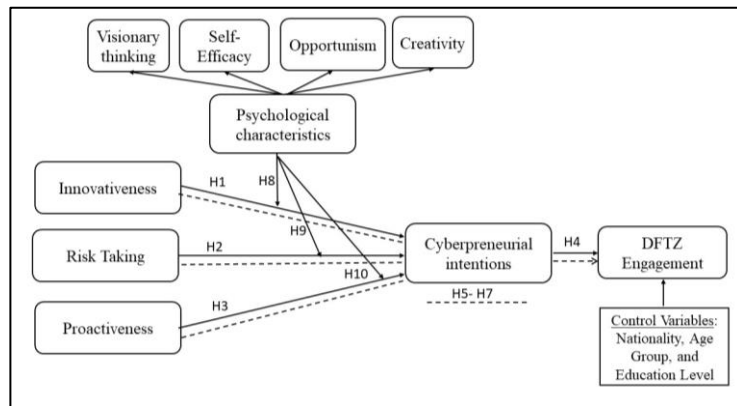 Visionary
thinking
Self-
Efficacy
Opportunism
Creativity
Psychological
characteristics
Innovativeness
H1
H8
H9
Risk Taking
H2
H10
Cyberpreneurial
intentions
H4
DFTZ
Engagement
H3
Proactiveness
H5- H7
Control Variables:
Nationality, Age
Group, and
Education Level